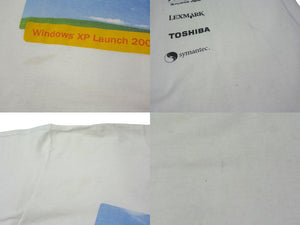 Windows XP Launch 200
LEXMARK
TOSHIBA
symantec.